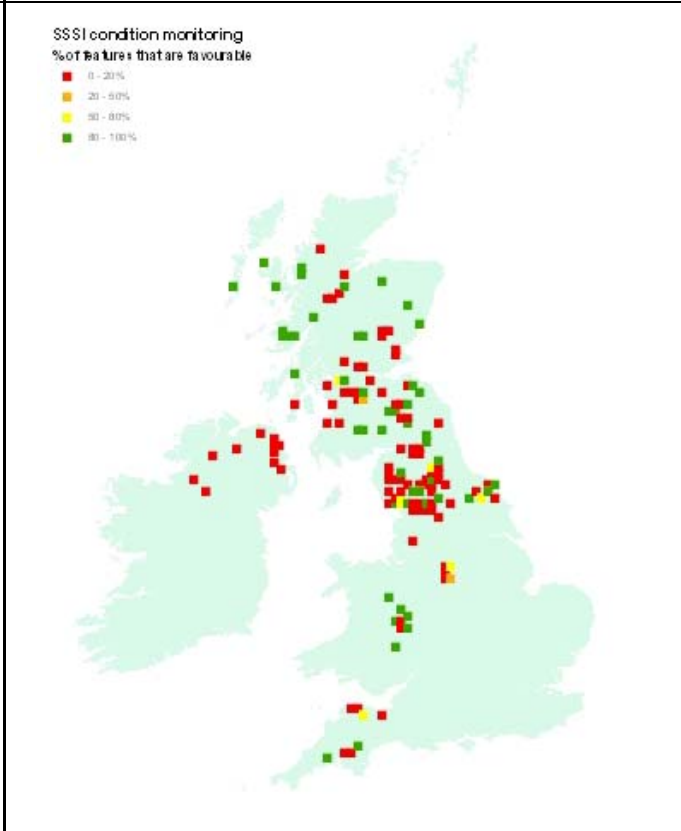 SSSI condition monitoring
% of features that are favourable
0 - 20%
20 - 50%
50 - 80%
80 - 100%